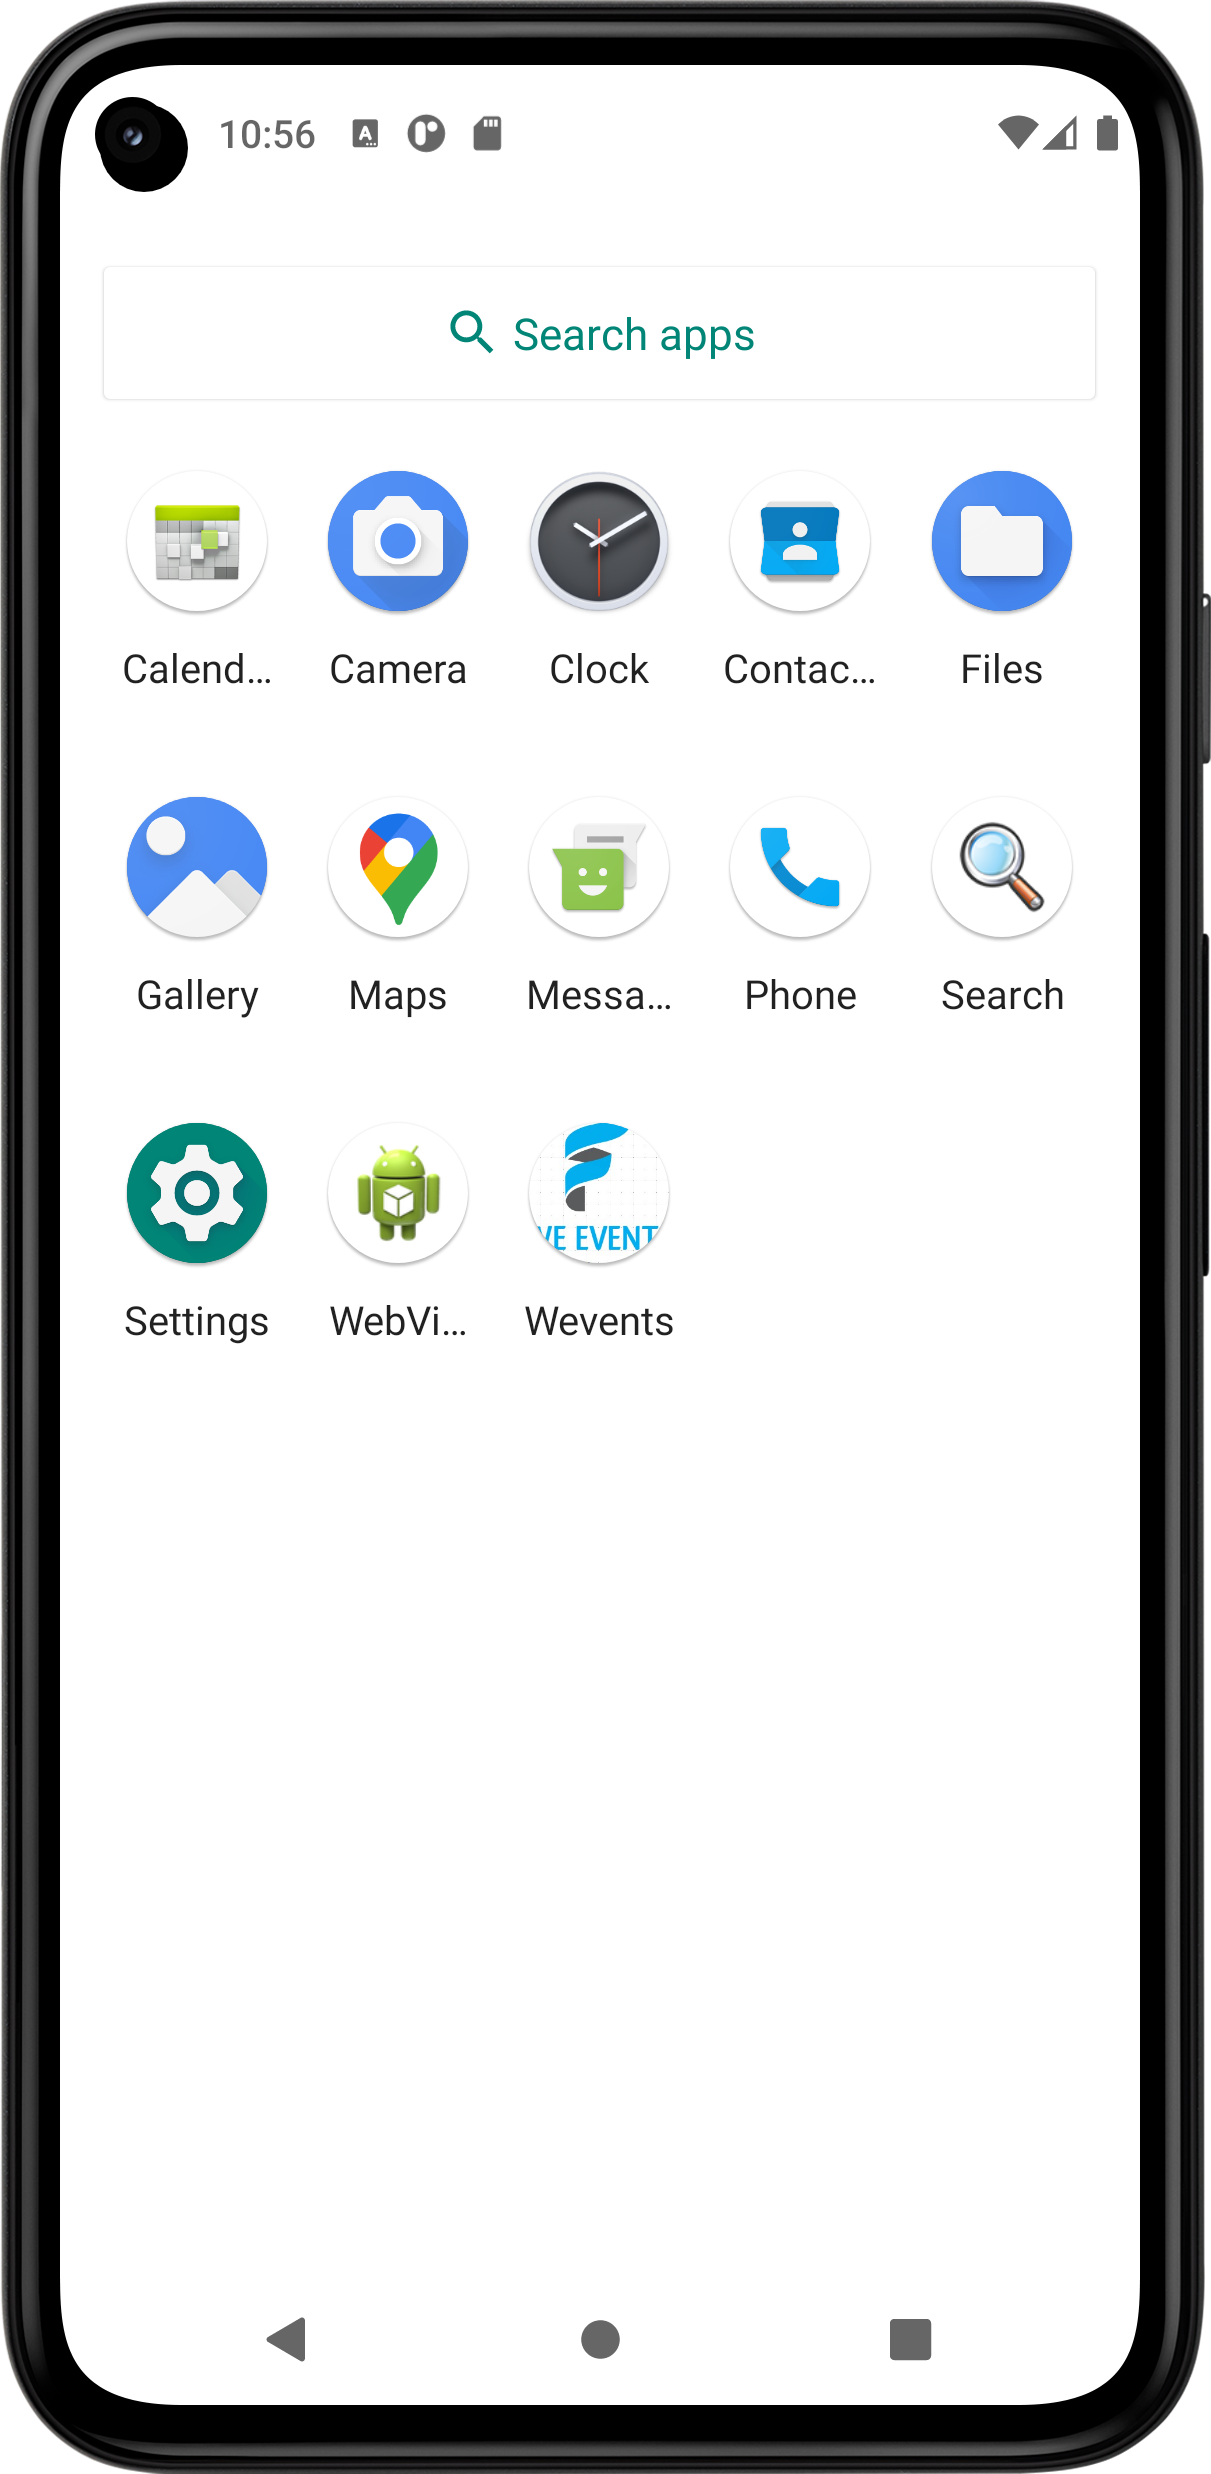 10:56
Search apps
Calend...
Camera
Clock
Contac...
Files
Gallery
Maps
Messa...
Phone
Search
VE EVENT
Settings
WebVi...
Wevents